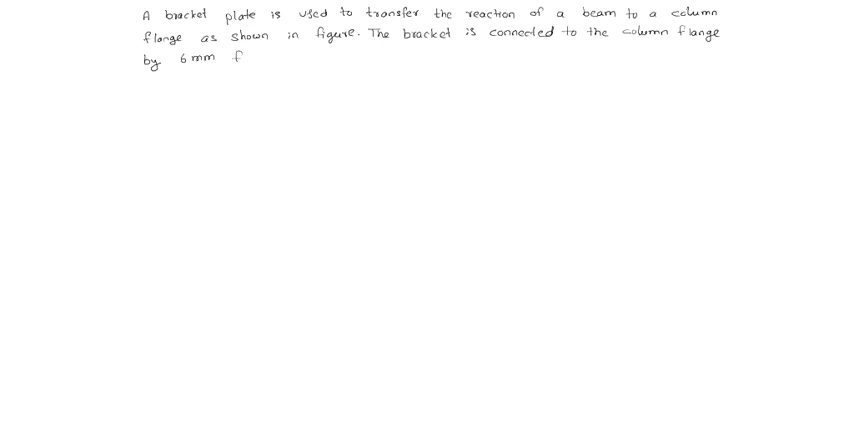 A bracket plate is used to transfer the reaction of a beam to a column
flange as shown in figure. The bracket is connected to the column flange
by 6 mm f